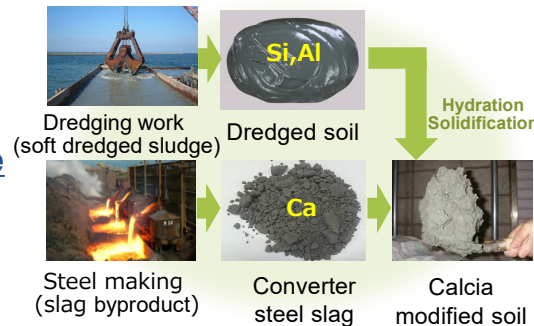 Si,Al
Hydration
Solidification
Dredging work
(soft dredged sludge)
Dredged soil
e
Ca
Steel making
(slag byproduct)
Converter
steel slag
Calcia
modified soil